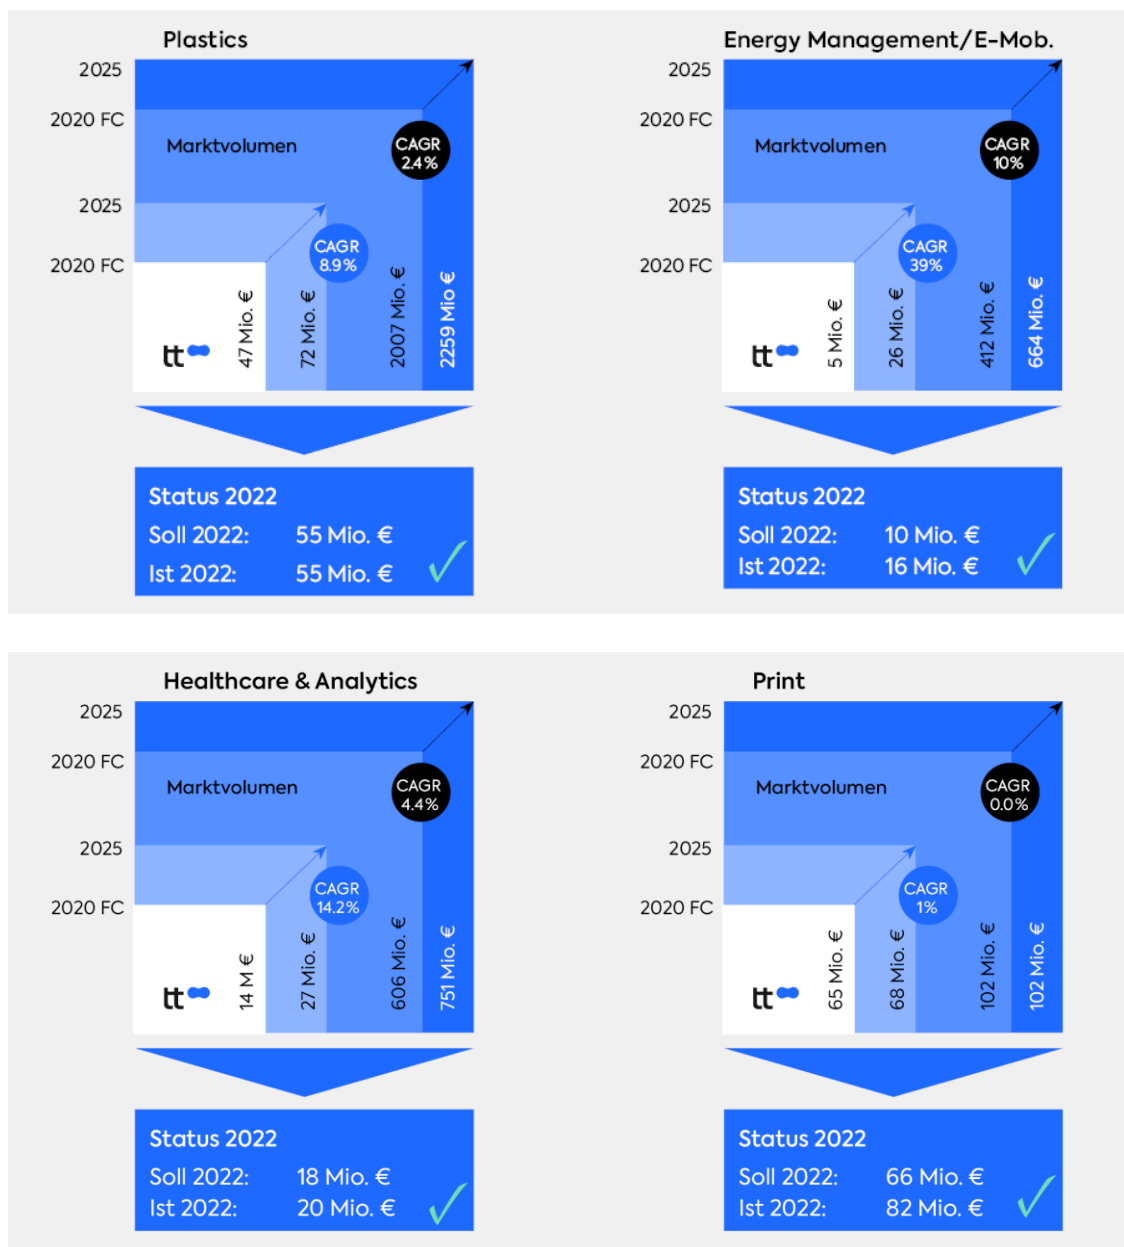 Plastics
2025
2020 FC
Marktvolumen
CAGR
2.4%
2025
2020 FC
CAGR
8.9%
tt
47 Mio. €
72 Mio. €
2007 Mio. €
2259 Mio €
Status 2022
Soll 2022: 55 Mio. €
Ist 2022: 55 Mio. €
Energy Management/E-Mob.
2025
2020 FC
Marktvolumen
CAGR
10%
2025
2020 FC
CAGR
39%
tt
5 Mio. €
26 Mio. €
412 Mio. €
664 Mio. €
Status 2022
Soll 2022: 10 Mio. €
Ist 2022: 16 Mio. €
Healthcare & Analytics
2025
2020 FC
Marktvolumen
CAGR
4.4%
2025
2020 FC
CAGR
14.2%
tt
14 M €
27 Mio. €
606 Mio. €
751 Mio. €
Status 2022
Soll 2022: 18 Mio. €
Ist 2022: 20 Mio. €
Print
2025
2020 FC
Marktvolumen
CAGR
0.0%
2025
2020 FC
CAGR
1%
tt
65 Mio. €
68 Mio. €
102 Mio. €
102 Mio. €
Status 2022
Soll 2022: 66 Mio. €
Ist 2022: 82 Mio. €